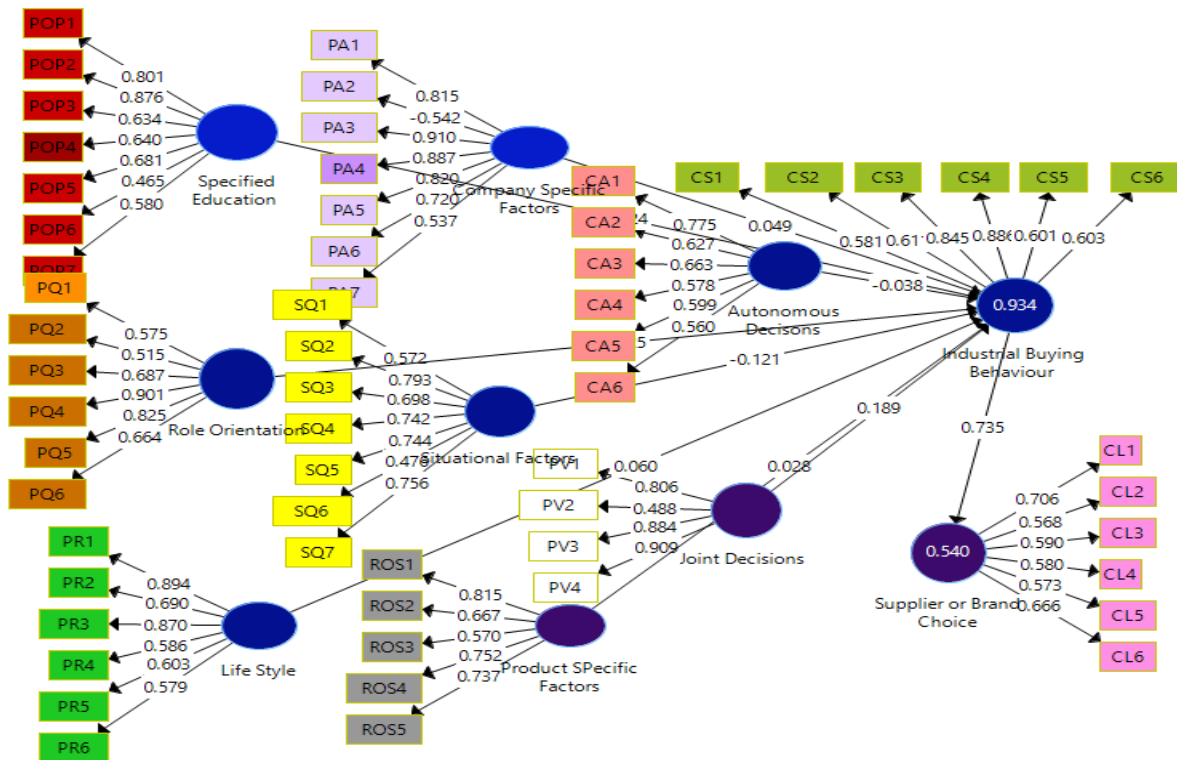 POP1
POP2
POP3
POP4
POP5
POP6
POP7
0.801
0.876
0.634
0.640
0.681
0.465
0.580
Specified
Education
PA1
PA2
PA3
PA4
PA5
PA6
PA7
0.815
-0.542
0.910
0.887
0.820
0.720
0.537
Company Specific
Factors
CA1
CA2
CA3
CA4
CA5
CA6
0.775
0.627
0.663
0.578
0.599
0.560
Autonomous
Decisons
CS1
CS2
CS3
CS4
CS5
CS6
0.581
0.845
0.886
0.601
0.603
0.934
Industrial Buying
Behaviour
0.049
-0.038
-0.121
0.189
0.028
0.060
0.735
PQ1
PQ2
PQ3
PQ4
PQ5
PQ6
0.575
0.515
0.687
0.901
0.825
0.664
Role Orientation
SQ1
SQ2
SQ3
SQ4
SQ5
SQ6
SQ7
0.572
0.793
0.698
0.742
0.744
0.756
Situational Factors
PV1
PV2
PV3
PV4
0.806
0.488
0.884
0.909
Joint Decisions
PR1
PR2
PR3
PR4
PR5
PR6
0.894
0.690
0.870
0.586
0.603
0.579
Life Style
ROS1
ROS2
ROS3
ROS4
ROS5
0.815
0.667
0.570
0.752
0.737
Product SPecific
Factors
CL1
CL2
CL3
CL4
CL5
CL6
0.706
0.568
0.590
0.580
0.573
0.666
0.540
Supplier or Brand
Choice